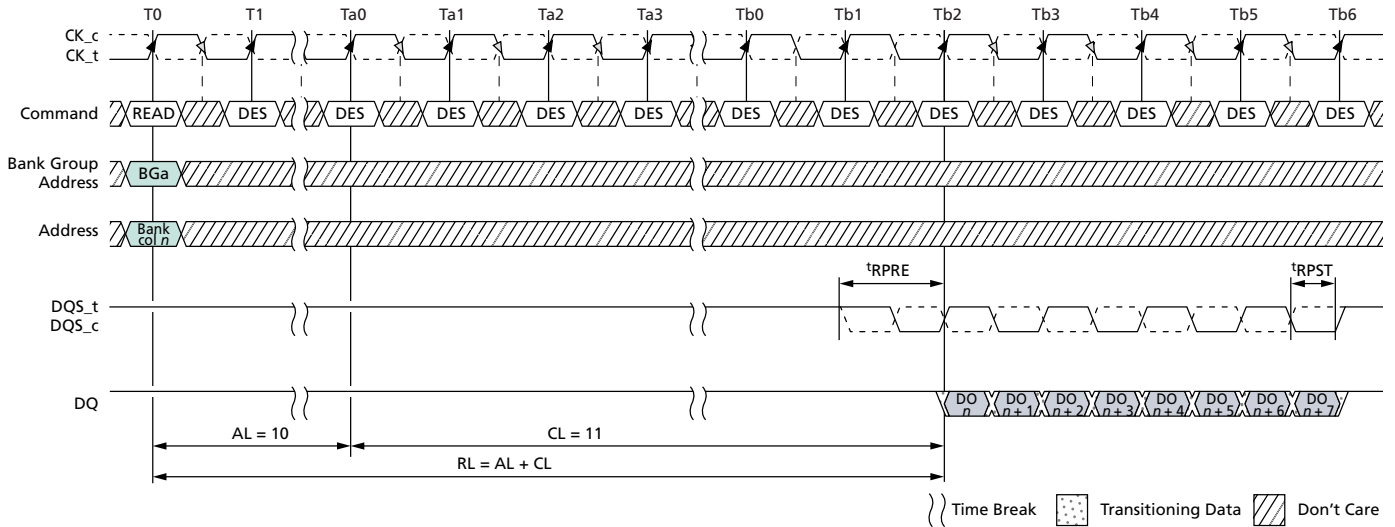 T0 T1 Ta0 Ta1 Ta2 Ta3 Tb0 Tb1 Tb2 Tb3 Tb4 Tb5 Tb6
CK_c
CK_t
Command READ DES DES DES DES DES DES DES DES DES DES DES DES
Bank Group
Address
BGa
Address
Bank
col n
tRPRE tRPST
DQS_t
DQS_c
DQ
DO n DO n + 1 DO n + 2 DO n + 3 DO n + 4 DO n + 5 DO n + 6 DO n + 7
AL = 10 CL = 11
RL = AL + CL
Time Break Transitioning Data Don’t Care